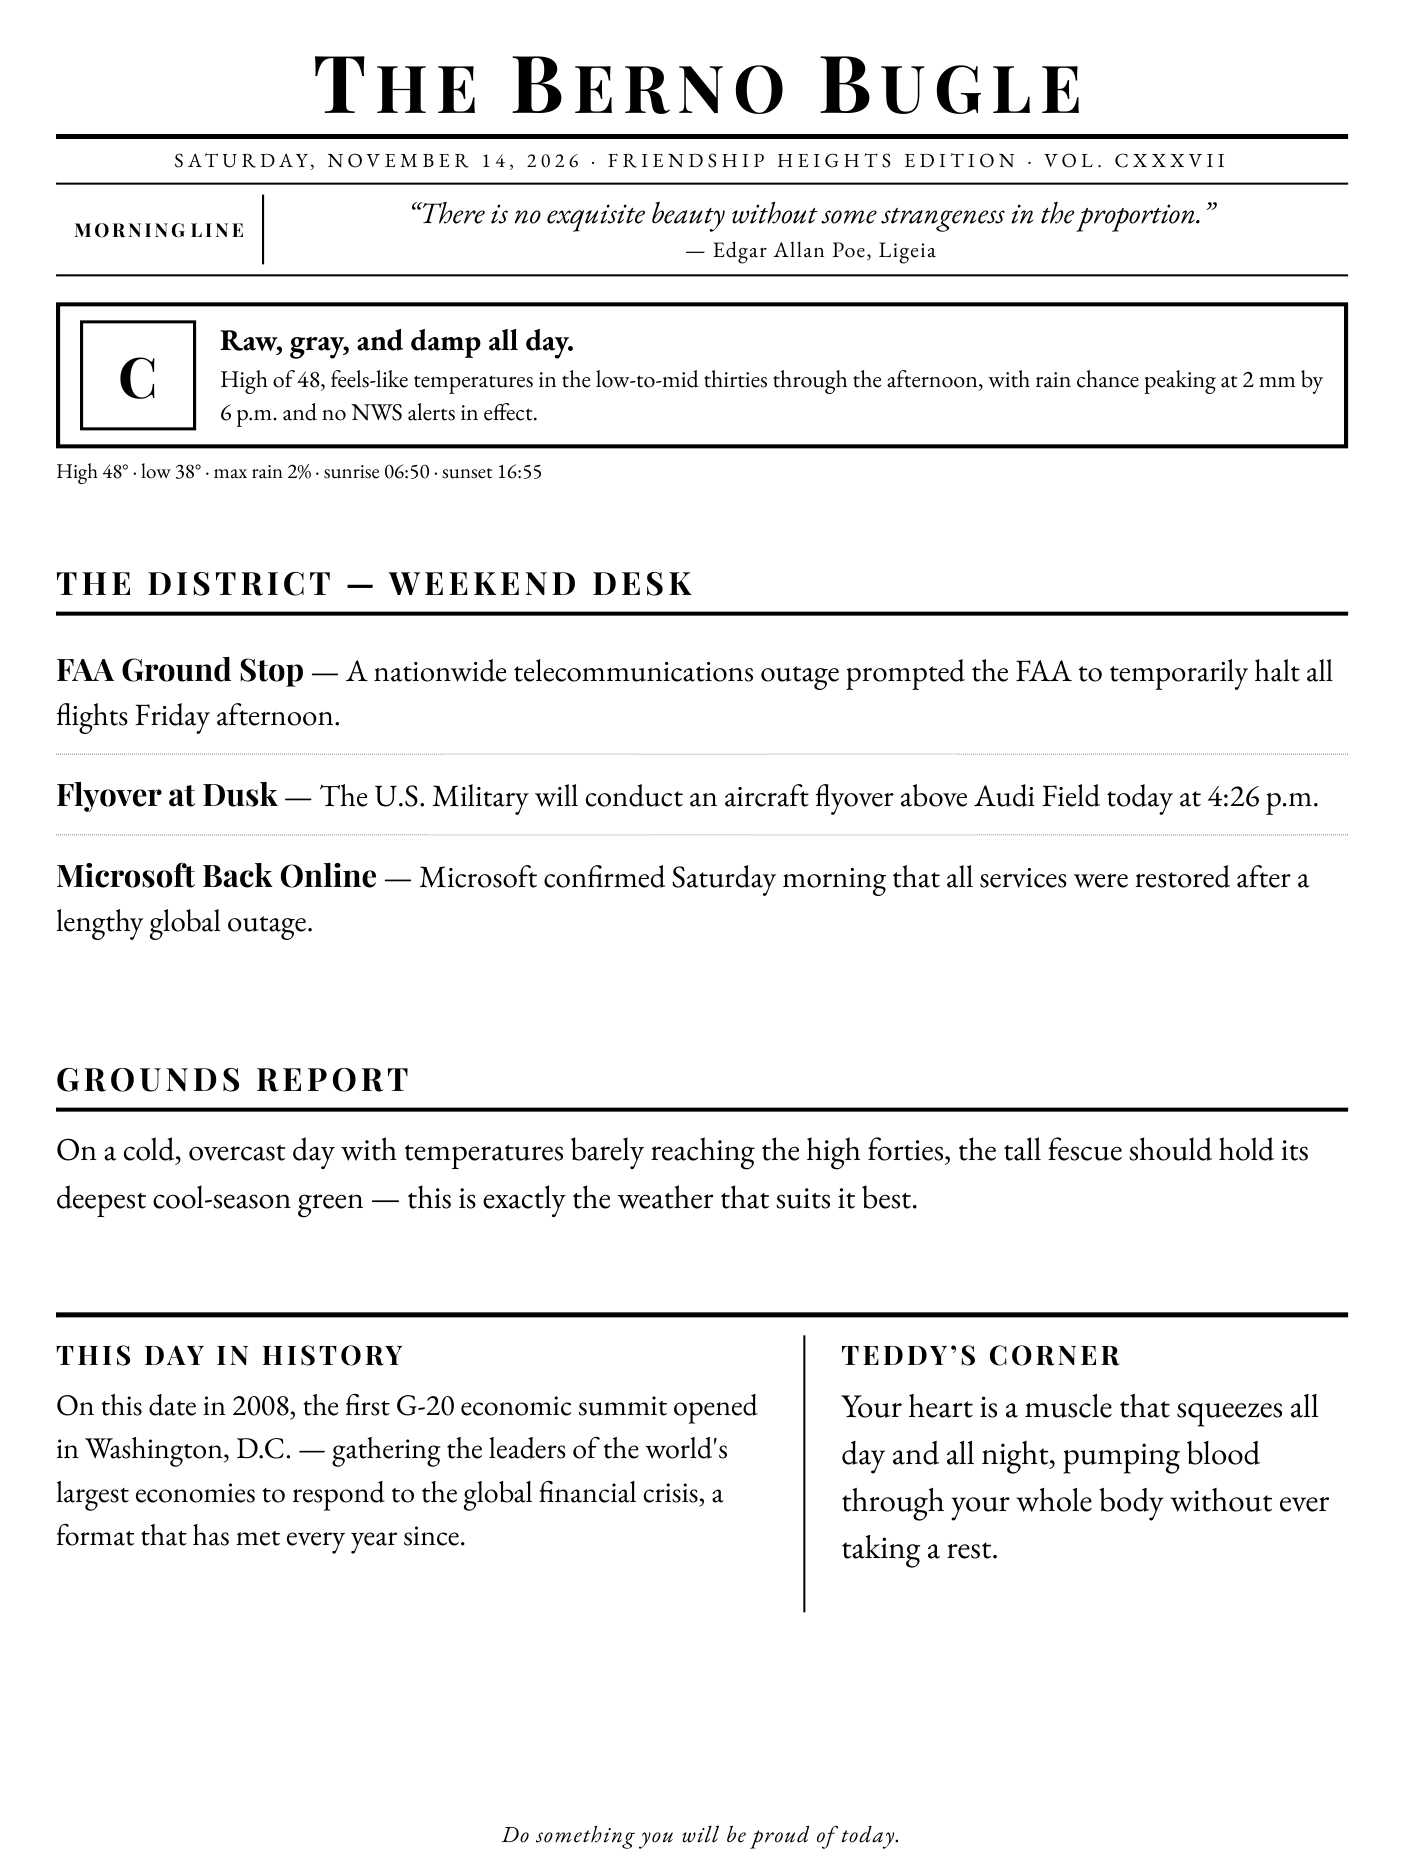 THE BERNO BUGLE
SATURDAY, NOVEMBER 14, 2026 · FRIENDSHIP HEIGHTS EDITION · VOL. CXXXVII
MORNING LINE
“There is no exquisite beauty without some strangeness in the proportion.”
— Edgar Allan Poe, Ligeia
C
Raw, gray, and damp all day.
High of 48, feels-like temperatures in the low-to-mid thirties through the afternoon, with rain chance peaking at 2 mm by
6 p.m. and no NWS alerts in effect.
High 48° · low 38° · max rain 2% · sunrise 06:50 · sunset 16:55
THE DISTRICT — WEEKEND DESK
FAA Ground Stop — A nationwide telecommunications outage prompted the FAA to temporarily halt all
flights Friday afternoon.
Flyover at Dusk — The U.S. Military will conduct an aircraft flyover above Audi Field today at 4:26 p.m.
Microsoft Back Online — Microsoft confirmed Saturday morning that all services were restored after a
lengthy global outage.
GROUNDS REPORT
On a cold, overcast day with temperatures barely reaching the high forties, the tall fescue should hold its
deepest cool-season green — this is exactly the weather that suits it best.
THIS DAY IN HISTORY
On this date in 2008, the first G-20 economic summit opened
in Washington, D.C. — gathering the leaders of the world's
largest economies to respond to the global financial crisis, a
format that has met every year since.
TEDDY’S CORNER
Your heart is a muscle that squeezes all
day and all night, pumping blood
through your whole body without ever
taking a rest.
Do something you will be proud of today.